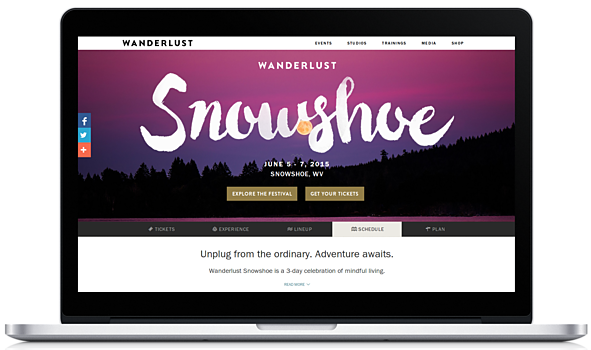 WANDERLUST
EVENTS STUDIOS TRAININGS MEDIA SHOP
WANDERLUST
Snowshoe
JUNE 5 - 7, 2015
SNOWSHOE, WV
EXPLORE THE FESTIVAL GET YOUR TICKETS
TICKETS EXPERIENCE LINEUP SCHEDULE PLAN
Unplug from the ordinary. Adventure awaits.
Wanderlust Snowshoe is a 3-day celebration of mindful living.
READ MORE